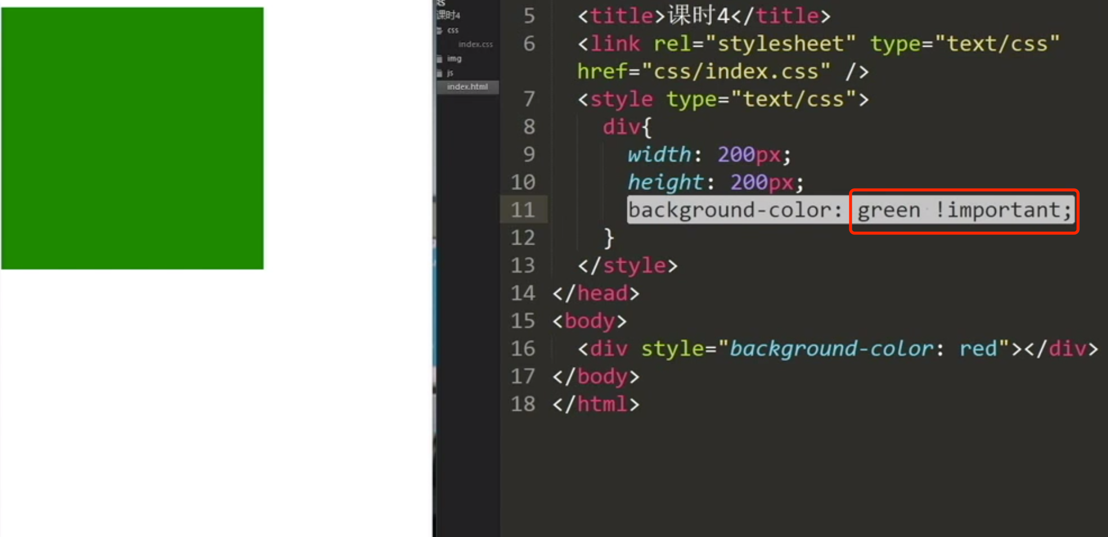 课时4
css
index.css
img
js
index.html
5 <title>课时4</title>
6 <link rel="stylesheet" type="text/css"
href="css/index.css" />
7 <style type="text/css">
8 div{
9 width: 200px;
10 height: 200px;
11 background-color: green !important;
12 }
13 </style>
14 </head>
15 <body>
16 <div style="background-color: red"></div>
17 </body>
18 </html>